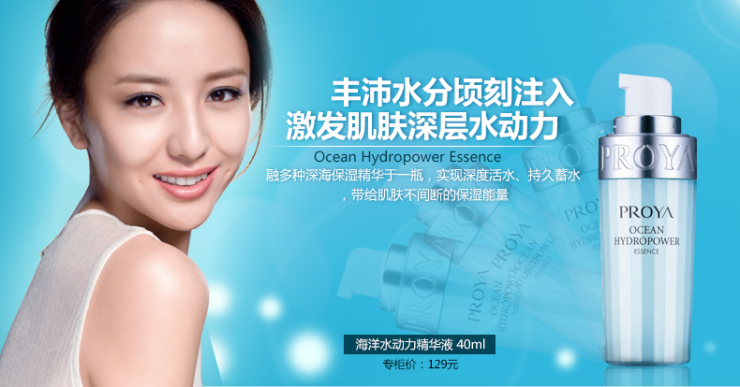 丰沛水分顷刻注入
激发肌肤深层水动力
Ocean Hydropower Essence
融多种深海保湿精华于一瓶，实现深度活水、持久蓄水
，带给肌肤不间断的保湿能量
PROYA
PROYA
OCEAN
HYDROPOWER
ESSENCE
PROYA
PROYA
海洋水动力精华液 40ml
专柜价：129元